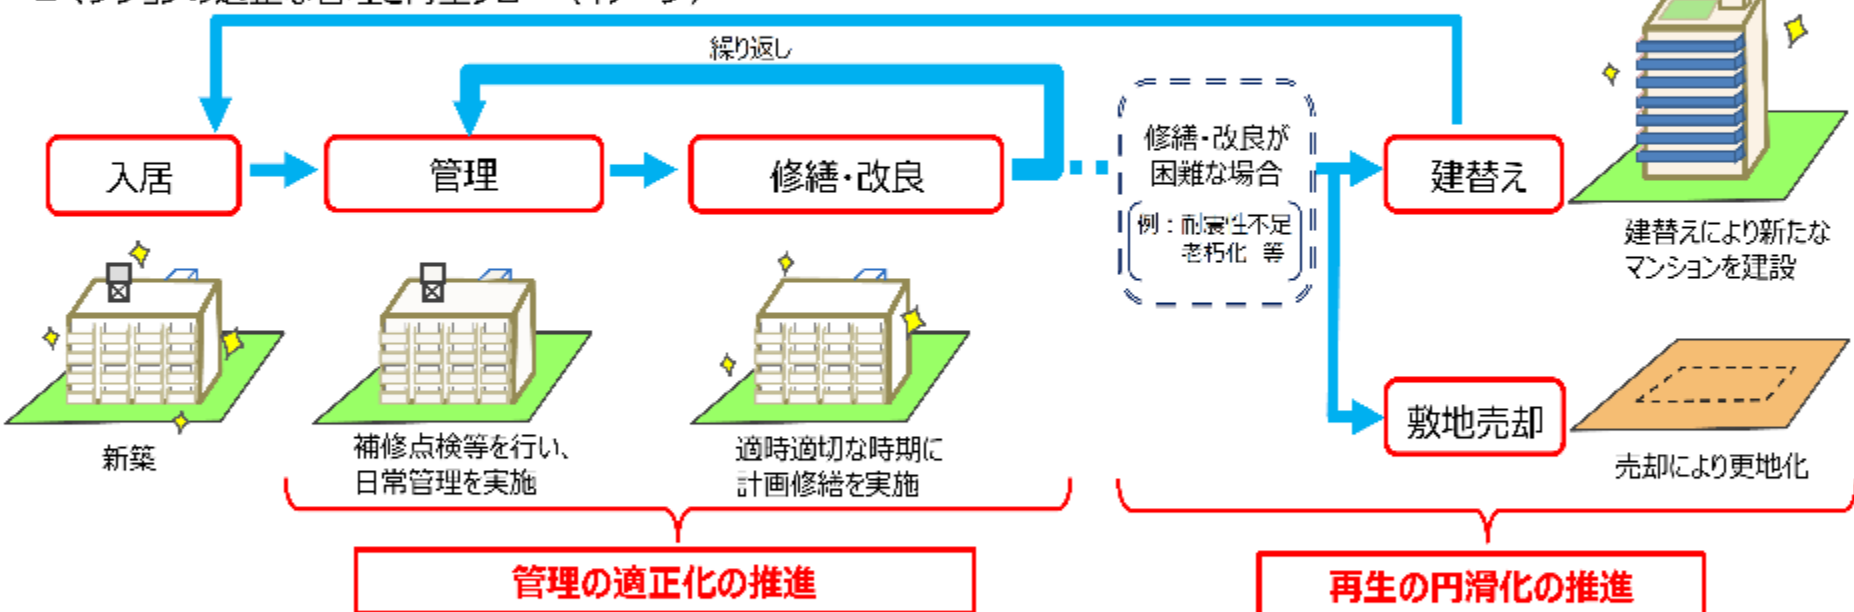 繰り返し
入居
管理
修繕・改良
修繕・改良が
困難な場合
例：耐震性不足
老朽化 等
建替え
建替えにより新たな
マンションを建設
敷地売却
売却により更地化
新築
補修点検等を行い、
日常管理を実施
適時適切な時期に
計画修繕を実施
管理の適正化の推進
再生の円滑化の推進